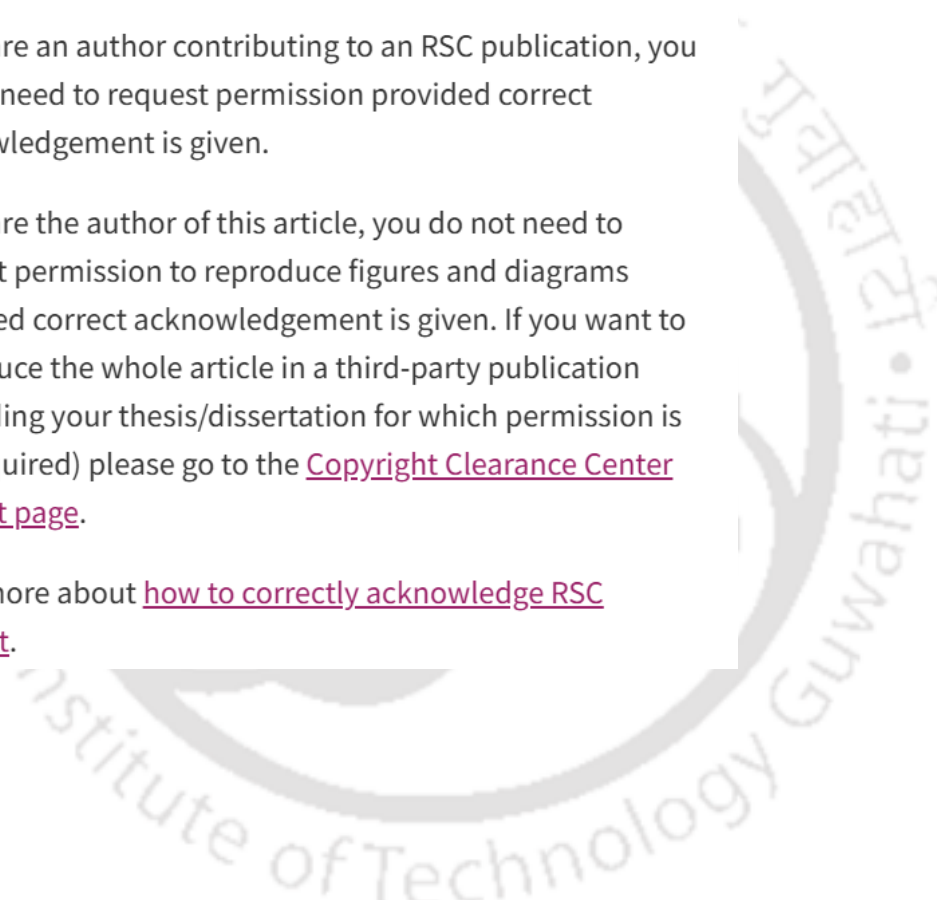 re an author contributing to an RSC publication, you
need to request permission provided correct
wledgement is given.
re the author of this article, you do not need to
t permission to reproduce figures and diagrams
ed correct acknowledgement is given. If you want to
uce the whole article in a third-party publication
ling your thesis/dissertation for which permission is
uired) please go to the Copyright Clearance Center
t page.
more about how to correctly acknowledge RSC
t.
गुवाहाटी •
nstitute of Technology Guwahati